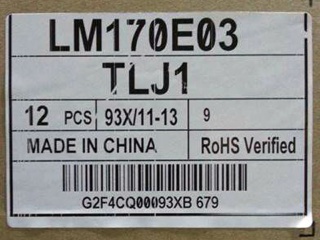 LM170E03
TLJ1
12 PCS 93X/11-13 9
MADE IN CHINA RoHS Verified
G2F4CQ00093XB 679